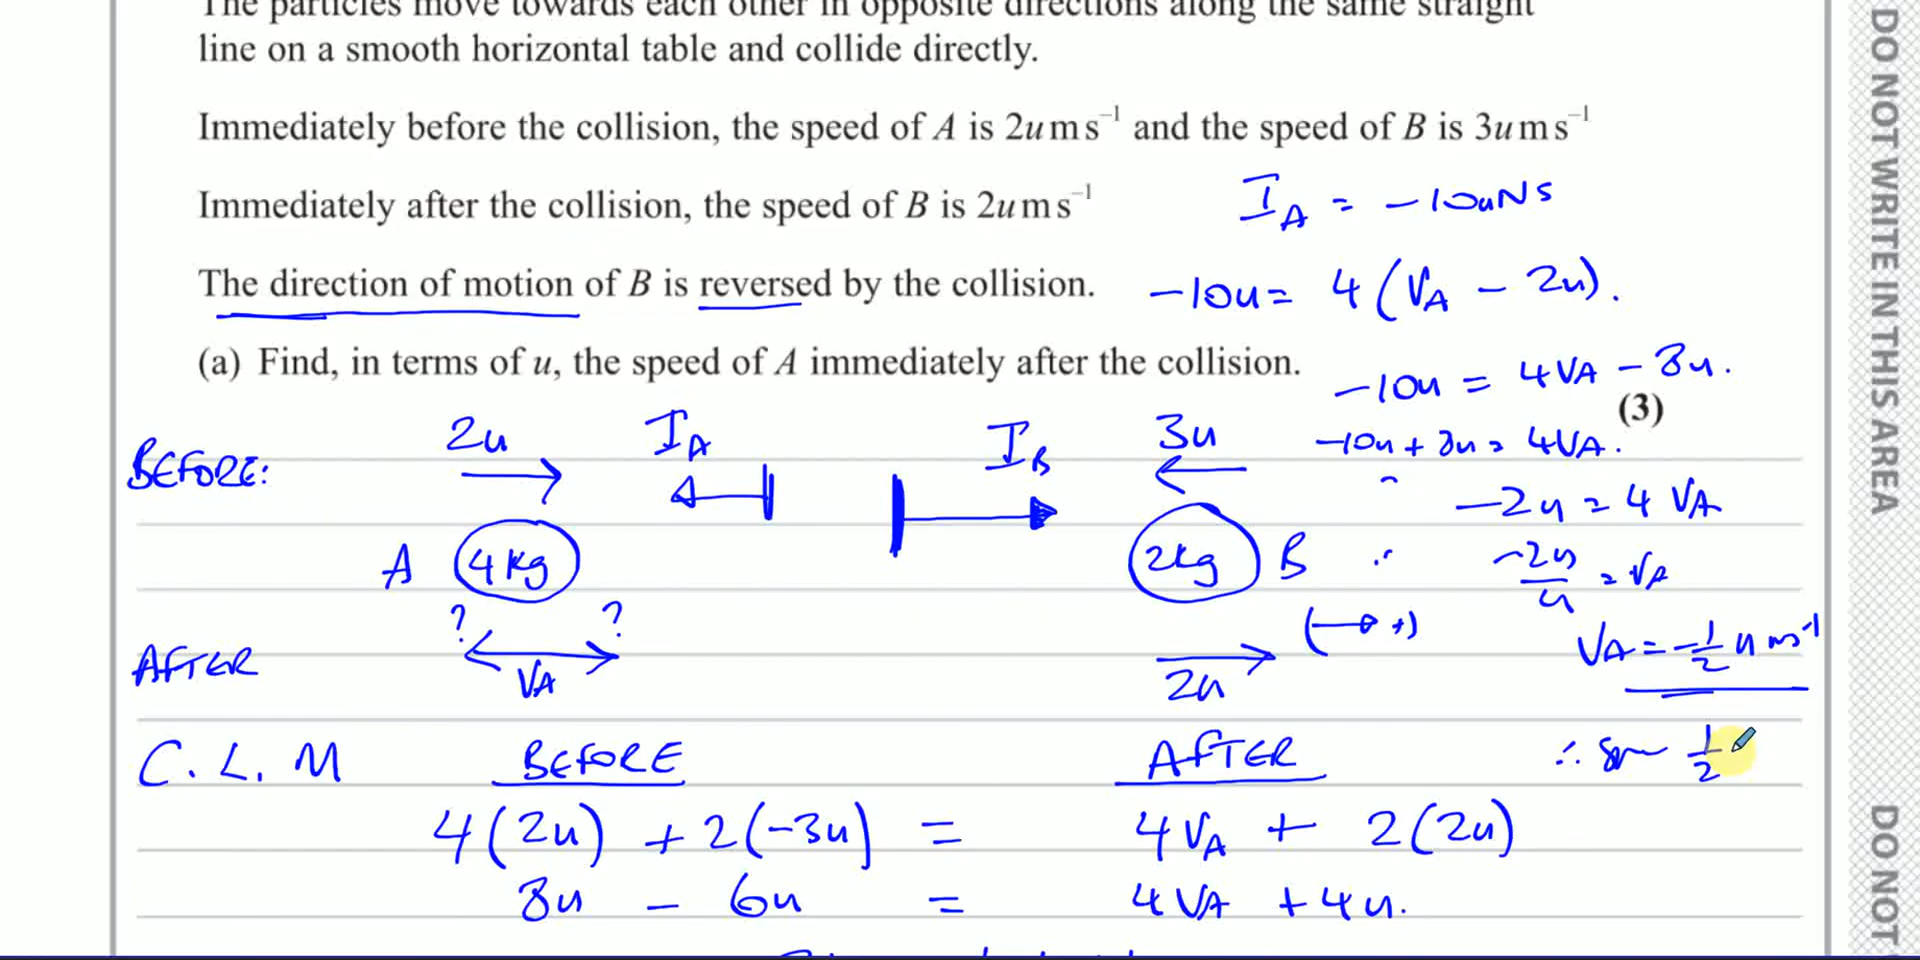 The particles move towards each other in opposite directions along the same straight
line on a smooth horizontal table and collide directly.
Immediately before the collision, the speed of A is 2u m s⁻¹ and the speed of B is 3u m s⁻¹
Immediately after the collision, the speed of B is 2u m s⁻¹
I_A = -10uNs
The direction of motion of B is reversed by the collision.
-10u = 4(V_A - 2u).
(a) Find, in terms of u, the speed of A immediately after the collision.
-10u = 4V_A - 8u.
(3)
BEFORE:
2u
I_A
I_B
3u
-10u + 8u = 4V_A.
-2u = 4 V_A
A 4kg
2kg B
∴ -2u/4 = V_A
? ?
(→ +)
AFTER
V_A
2u
V_A = -1/2 u ms⁻¹
C.L.M BEFORE AFTER
∴ 1/2
4(2u) + 2(-3u) = 4V_A + 2(2u)
8u - 6u = 4V_A + 4u.
DO NOT WRITE IN THIS AREA
DO NOT